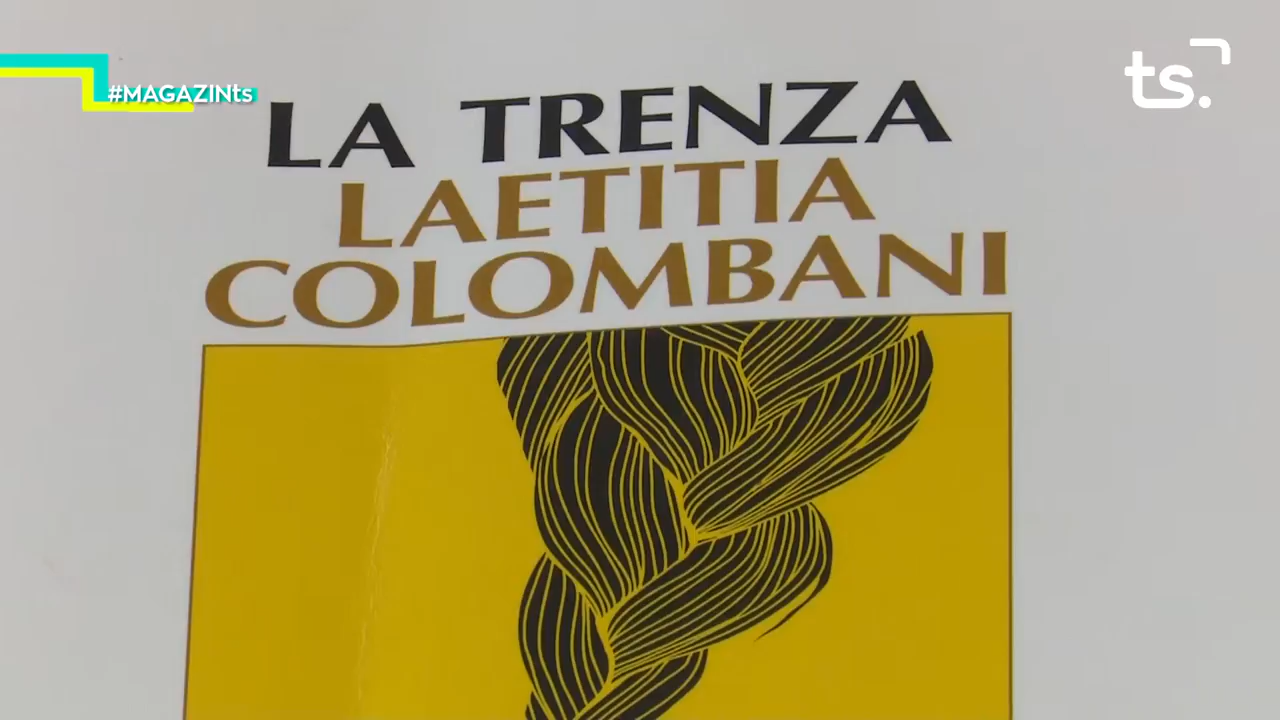 #MAGAZINts
ts.
LA TRENZA
LAETITIA
COLOMBANI